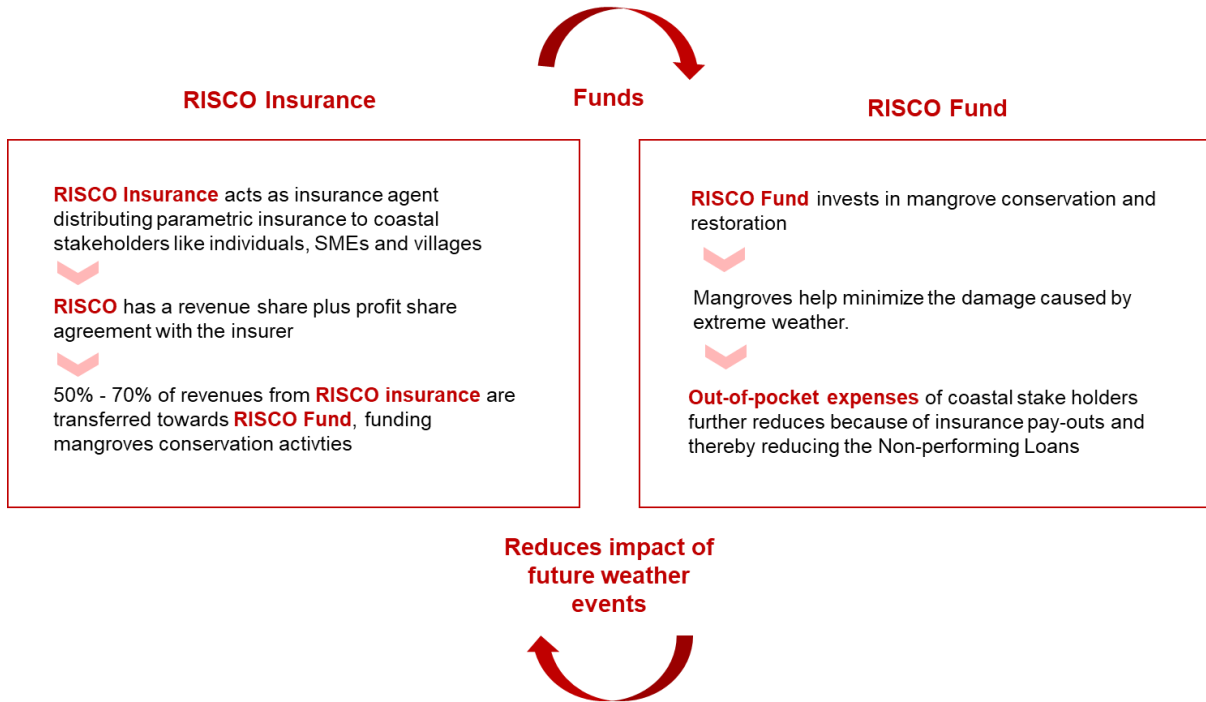 Funds
RISCO Insurance
RISCO Insurance acts as insurance agent
distributing parametric insurance to coastal
stakeholders like individuals, SMEs and villages
RISCO has a revenue share plus profit share
agreement with the insurer
50% - 70% of revenues from RISCO insurance are
transferred towards RISCO Fund, funding
mangroves conservation activties
RISCO Fund
RISCO Fund invests in mangrove conservation and
restoration
Mangroves help minimize the damage caused by
extreme weather.
Out-of-pocket expenses of coastal stake holders
further reduces because of insurance pay-outs and
thereby reducing the Non-performing Loans
Reduces impact of
future weather
events